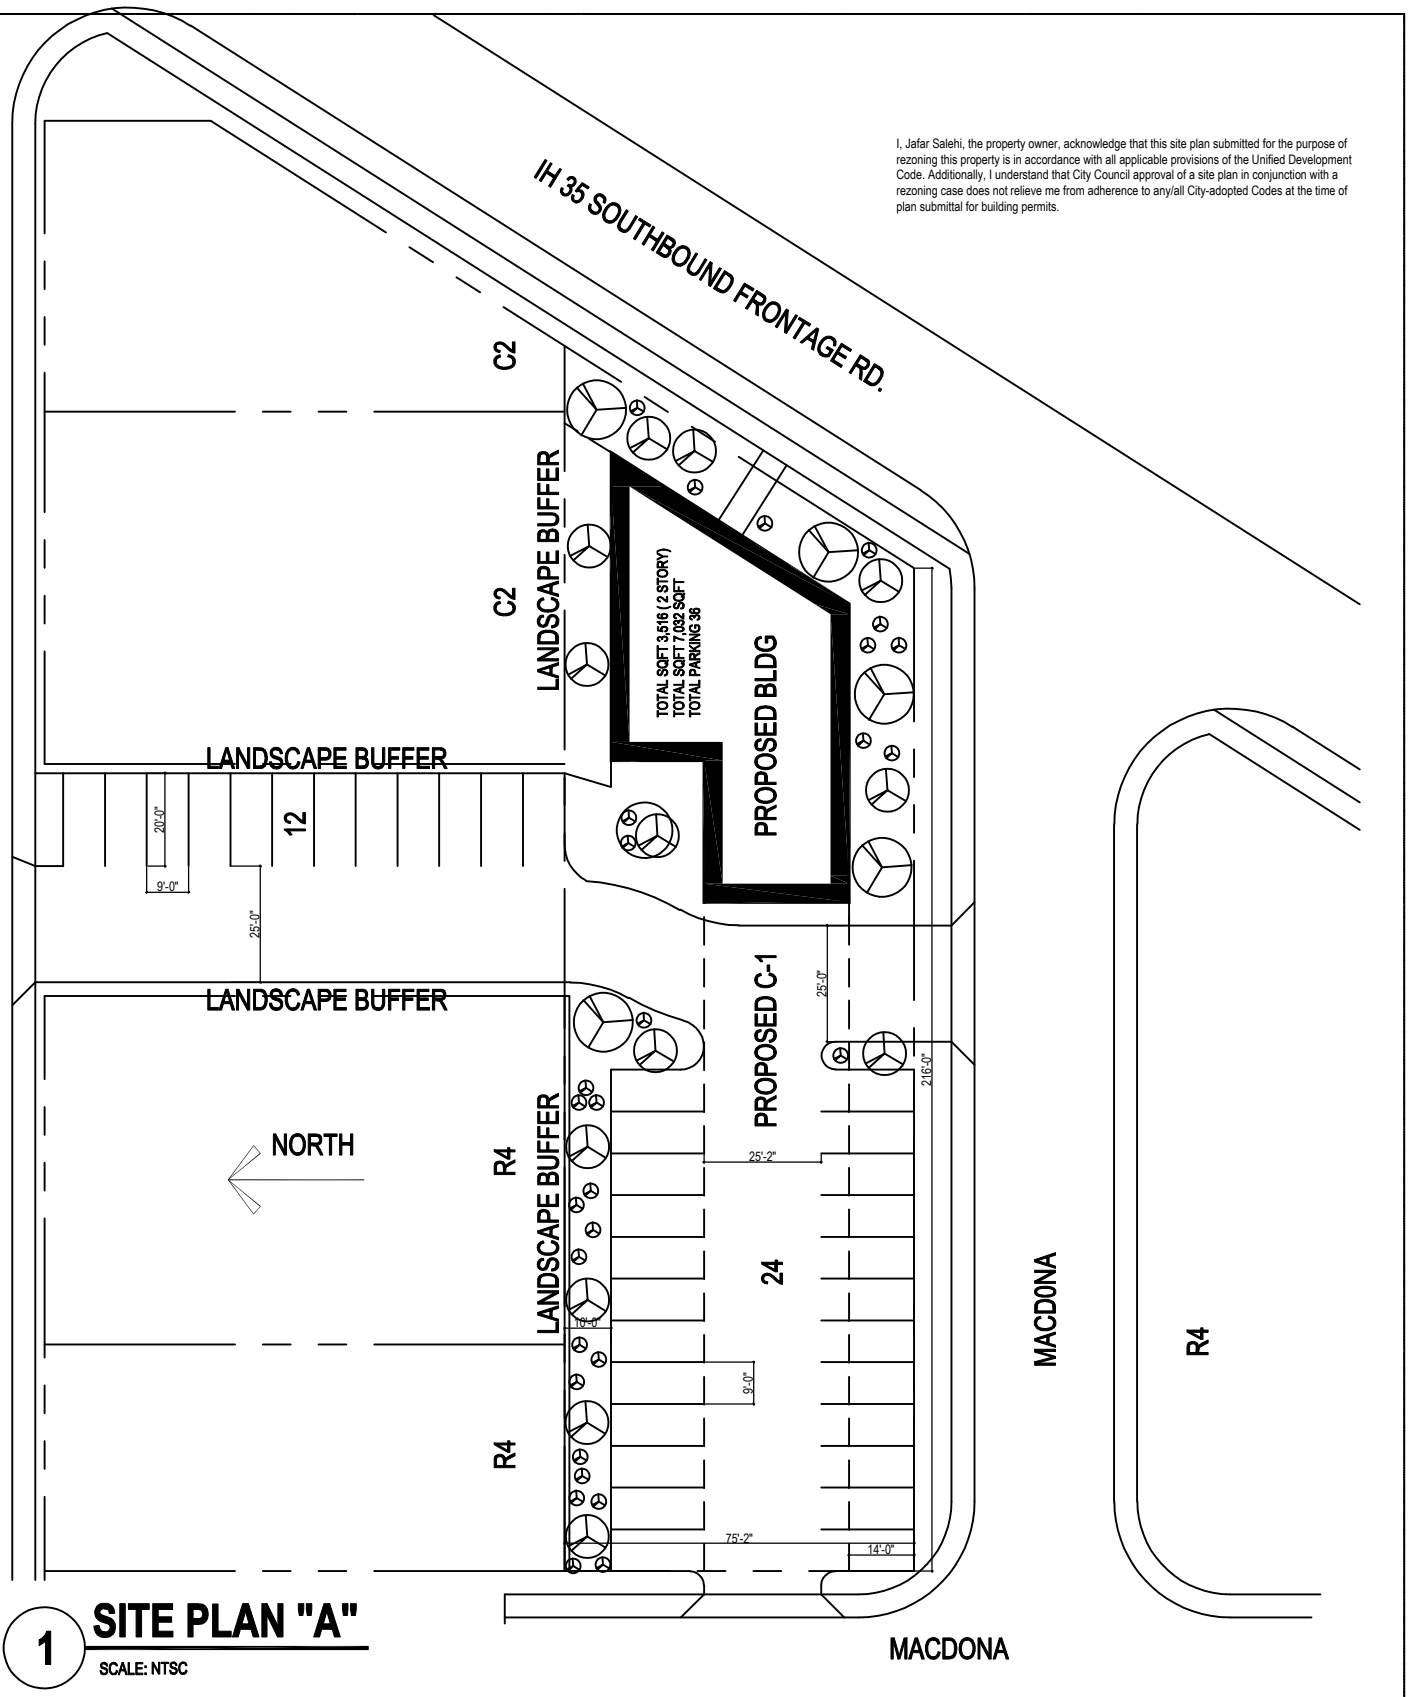 I, Jafar Salehi, the property owner, acknowledge that this site plan submitted for the purpose of
rezoning this property is in accordance with all applicable provisions of the Unified Development
Code. Additionally, I understand that City Council approval of a site plan in conjunction with a
rezoning case does not relieve me from adherence to any/all City-adopted Codes at the time of
plan submittal for building permits.
IH 35 SOUTHBOUND FRONTAGE RD.
C2
LANDSCAPE BUFFER
C2
TOTAL SQFT 3,516 ( 2 STORY)
TOTAL SQFT 7,032 SQFT
TOTAL PARKING 36
PROPOSED BLDG
LANDSCAPE BUFFER
20'-0"
12
9'-0"
25'-0"
LANDSCAPE BUFFER
PROPOSED C-1
25'-0"
216'-0"
NORTH
R4
LANDSCAPE BUFFER
25'-2"
24
10'-0"
MACDONA
R4
9'-0"
R4
75'-2"
14'-0"
1
SITE PLAN "A"
SCALE: NTSC
MACDONA